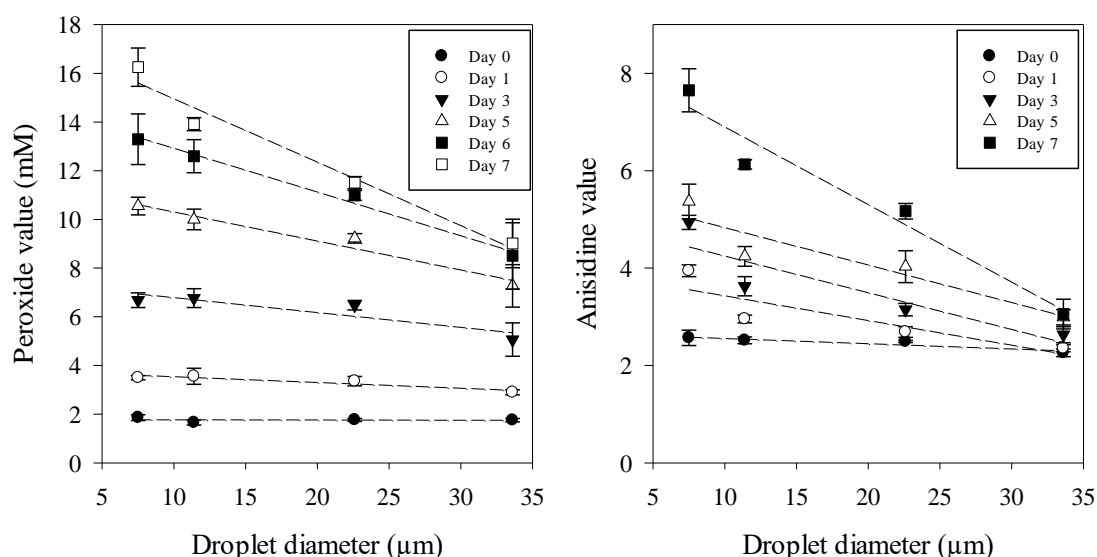 Peroxide value (mM)
18
16
14
12
10
8
6
4
2
0
5 10 15 20 25 30 35
Droplet diameter (µm)
Day 0
Day 1
Day 3
Day 5
Day 6
Day 7
Anisidine value
8
6
4
2
0
5 10 15 20 25 30 35
Droplet diameter (µm)
Day 0
Day 1
Day 3
Day 5
Day 7